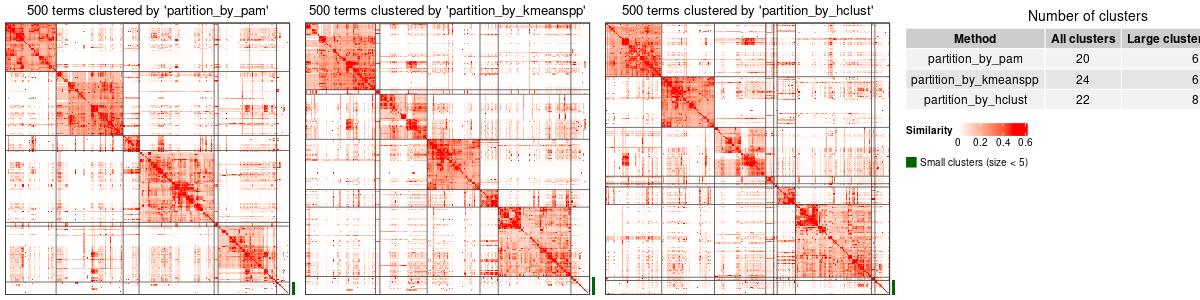 500 terms clustered by 'partition_by_pam'
500 terms clustered by 'partition_by_kmeanspp'
500 terms clustered by 'partition_by_hclust'
Number of clusters
Method All clusters Large
partition_by_pam 20 6
partition_by_kmeanspp 24 6
partition_by_hclust 22 8
Similarity
0 0.2 0.4 0.6
Small clusters (size < 5)